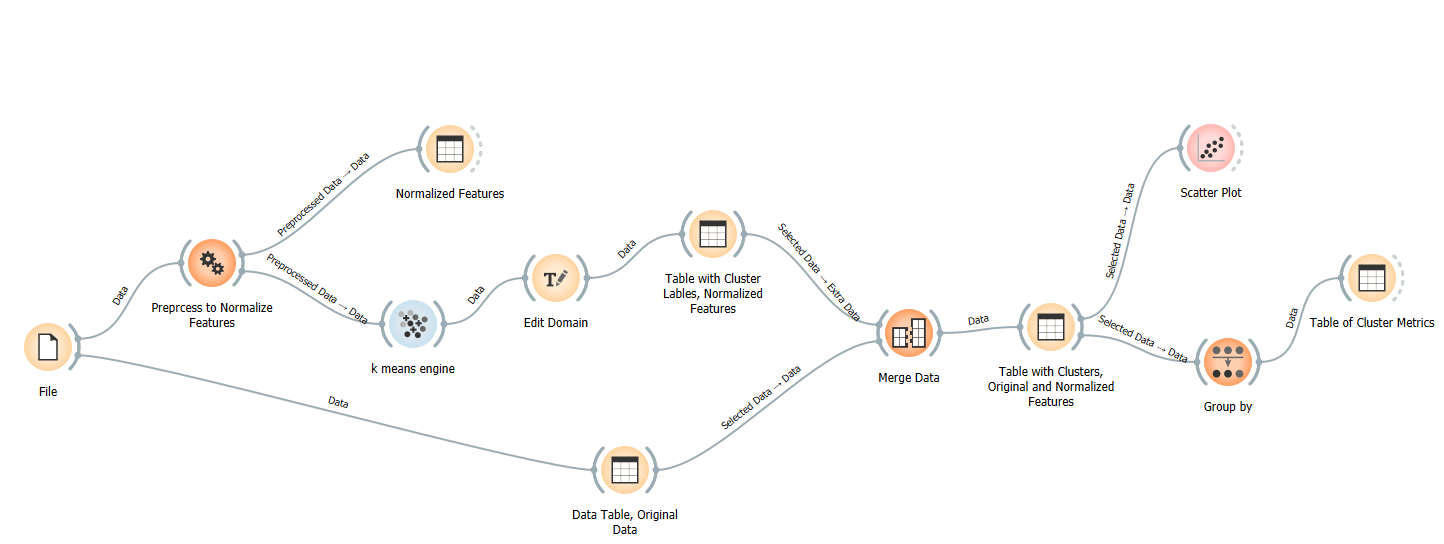 Normalized Features
Preprocessed Data → Data
Scatter Plot
Selected Data → Data
Data
Table with Cluster
Lables, Normalized
Features
Selected Data → Extra Data
Data
Preprcess to Normalize
Features
Preprocessed Data → Data
Data
Edit Domain
k means engine
Data
File
Data
Merge Data
Data
Table with Clusters,
Original and Normalized
Features
Selected Data → Data
Group by
Data
Table of Cluster Metrics
Selected Data → Data
Data Table, Original
Data